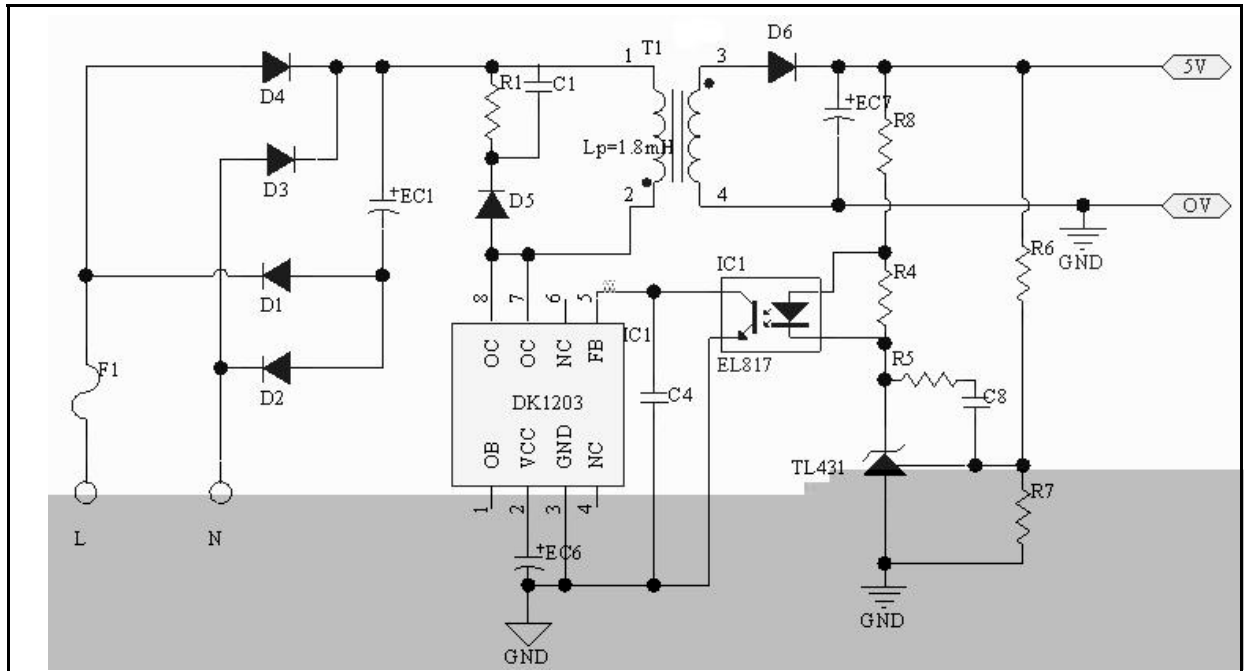 D6
1
T1
3
5V
D4
R1
C1
+EC7
R8
Lp=1.8mH
D3
+EC1
D5
2
4
OV
R6
GND
D1
IC1
R4
8
7
6
5
IC1
OC
OC
NC
FB
EL817
R5
F1
D2
C4
C8
DK1203
OB
VCC
GND
NC
TL431
R7
1
2
3
4
L
N
+EC6
GND
GND